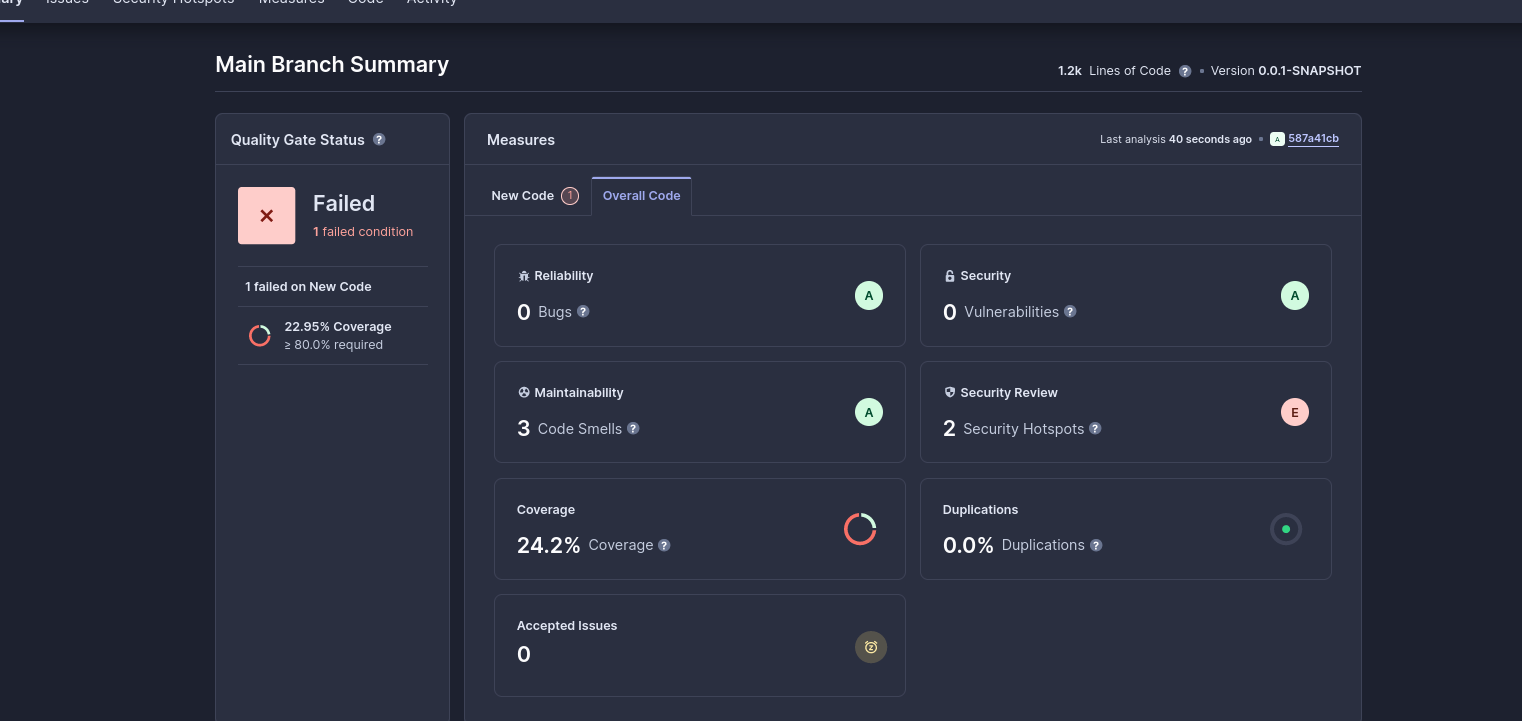 Issues Security Hotspots Measures Code Activity
Main Branch Summary
1.2k Lines of Code ? • Version 0.0.1-SNAPSHOT
Quality Gate Status ?
Failed
1 failed condition
1 failed on New Code
22.95% Coverage
≥ 80.0% required
Measures
Last analysis 40 seconds ago • A 587a41cb
New Code 1 Overall Code
Reliability
0 Bugs ?
A
Security
0 Vulnerabilities ?
A
Maintainability
3 Code Smells ?
A
Security Review
2 Security Hotspots ?
E
Coverage
24.2% Coverage ?
Duplications
0.0% Duplications ?
Accepted Issues
0